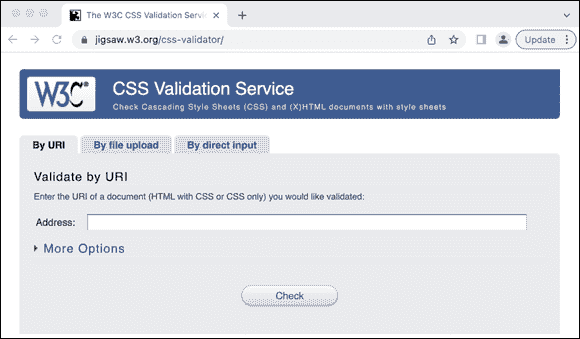 The W3C CSS Validation Servic
jigsaw.w3.org/css-validator/
Update
W3C®
CSS Validation Service
Check Cascading Style Sheets (CSS) and (X)HTML documents with style sheets
By URI
By file upload
By direct input
Validate by URI
Enter the URI of a document (HTML with CSS or CSS only) you would like validated:
Address:
More Options
Check